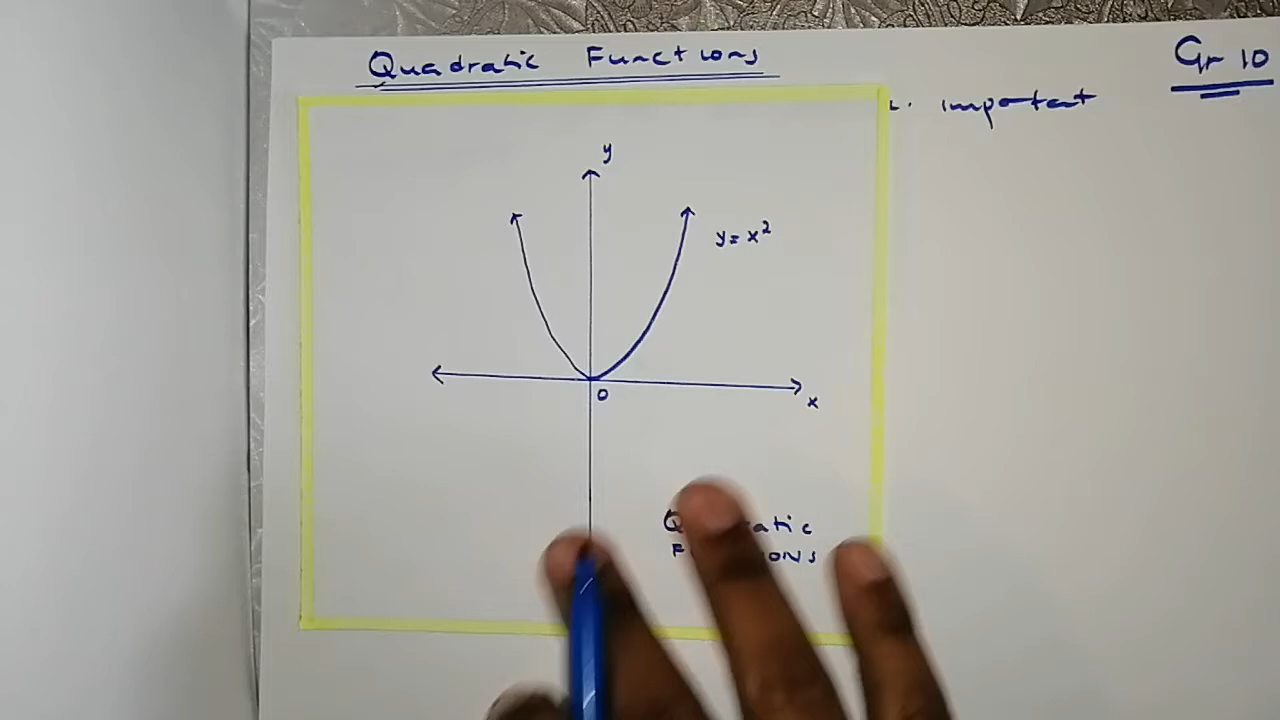 Quadratic Functions
Gr 10
important
y
y = x²
0
x